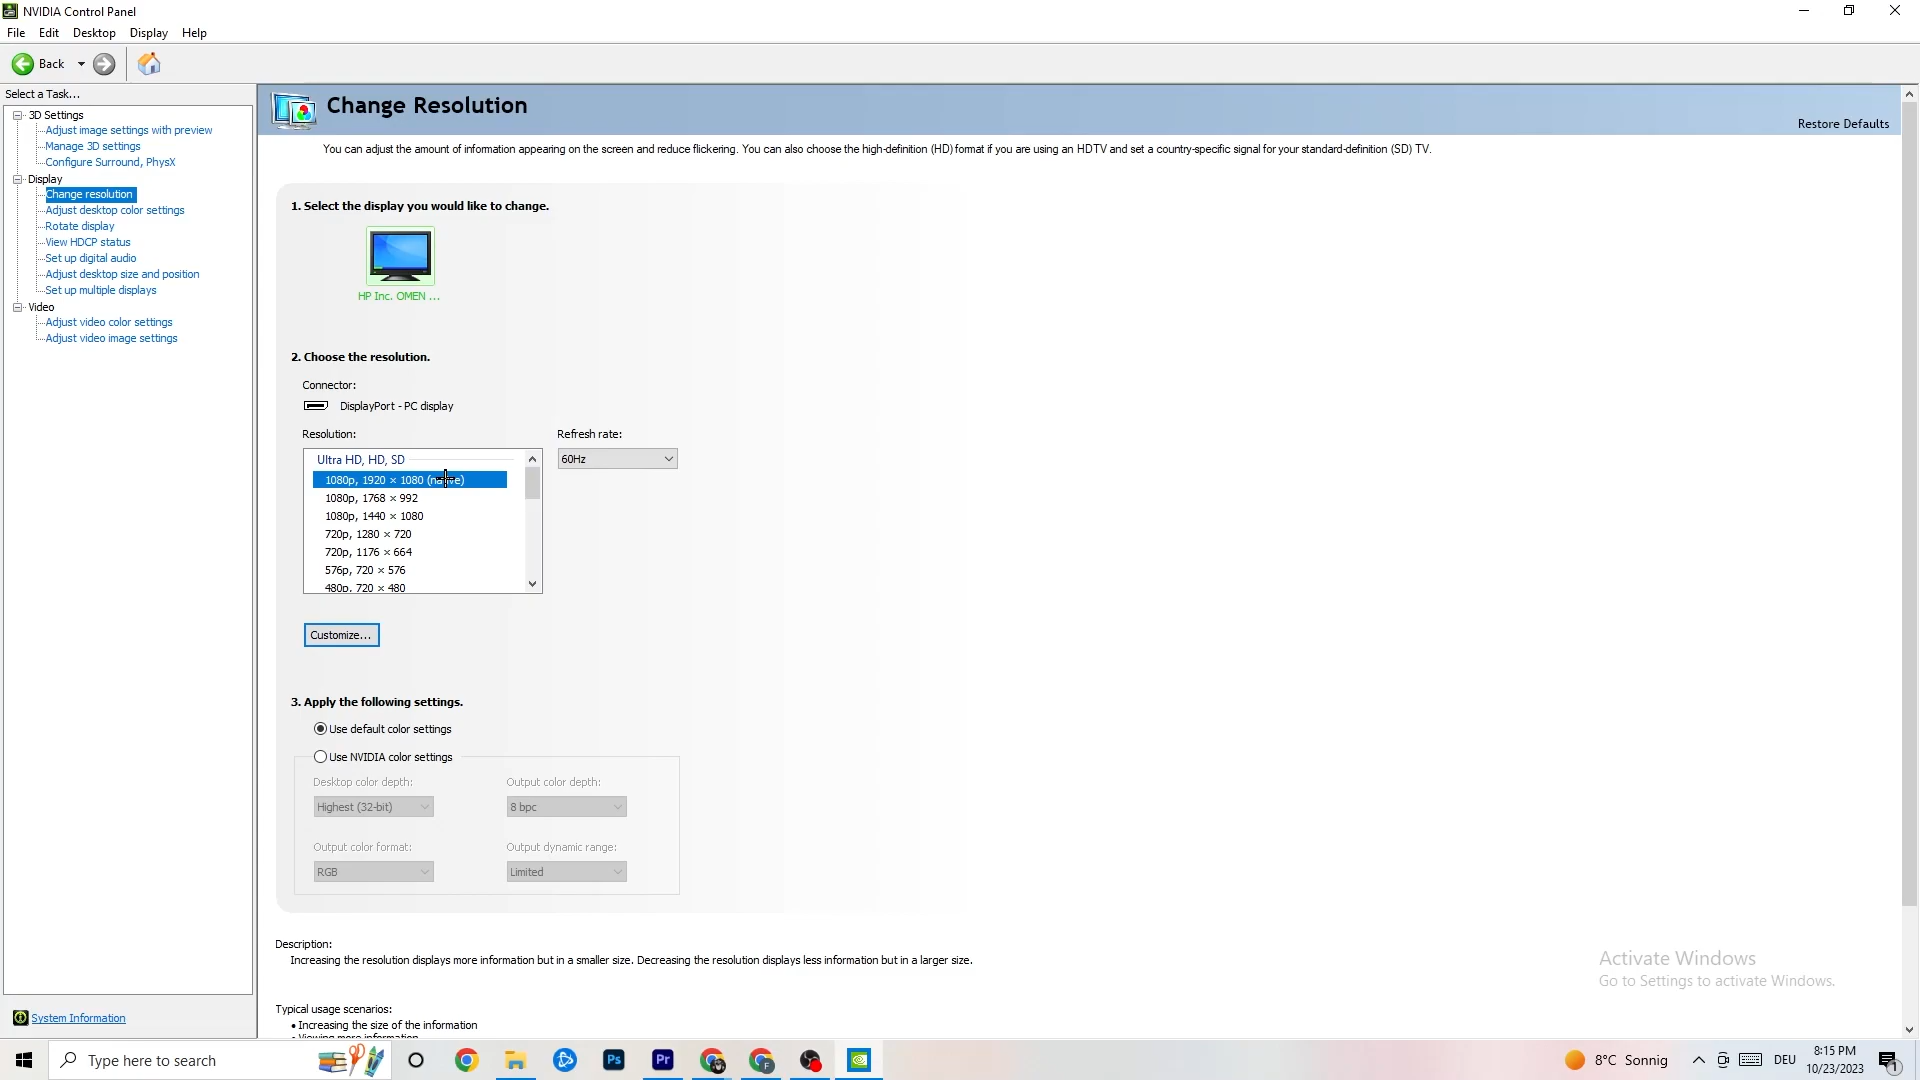 NVIDIA Control Panel
File Edit Desktop Display Help
Back
Select a Task...
3D Settings
Adjust image settings with preview
Manage 3D settings
Configure Surround, PhysX
Display
Change resolution
Adjust desktop color settings
Rotate display
View HDCP status
Set up digital audio
Adjust desktop size and position
Set up multiple displays
Video
Adjust video color settings
Adjust video image settings
System Information
Change Resolution
Restore Defaults
You can adjust the amount of information appearing on the screen and reduce flickering. You can also choose the high-definition (HD) format if you are using an HDTV and set a country-specific signal for your standard-definition (SD) TV.
1. Select the display you would like to change.
HP Inc. OMEN ...
2. Choose the resolution.
Connector:
DisplayPort - PC display
Resolution:
Refresh rate:
Ultra HD, HD, SD
60Hz
1080p, 1920 × 1080 (native)
1080p, 1768 × 992
1080p, 1440 × 1080
720p, 1280 × 720
720p, 1176 × 664
576p, 720 × 576
480p, 720 × 480
Customize...
3. Apply the following settings.
Use default color settings
Use NVIDIA color settings
Desktop color depth:
Output color depth:
Highest (32-bit)
8 bpc
Output color format:
Output dynamic range:
RGB
Limited
Description:
Increasing the resolution displays more information but in a smaller size. Decreasing the resolution displays less information but in a larger size.
Typical usage scenarios:
• Increasing the size of the information
• Viewing more information
Activate Windows
Go to Settings to activate Windows.
Type here to search
Ps
Pr
F
8°C Sonnig
DEU
8:15 PM
10/23/2023
1